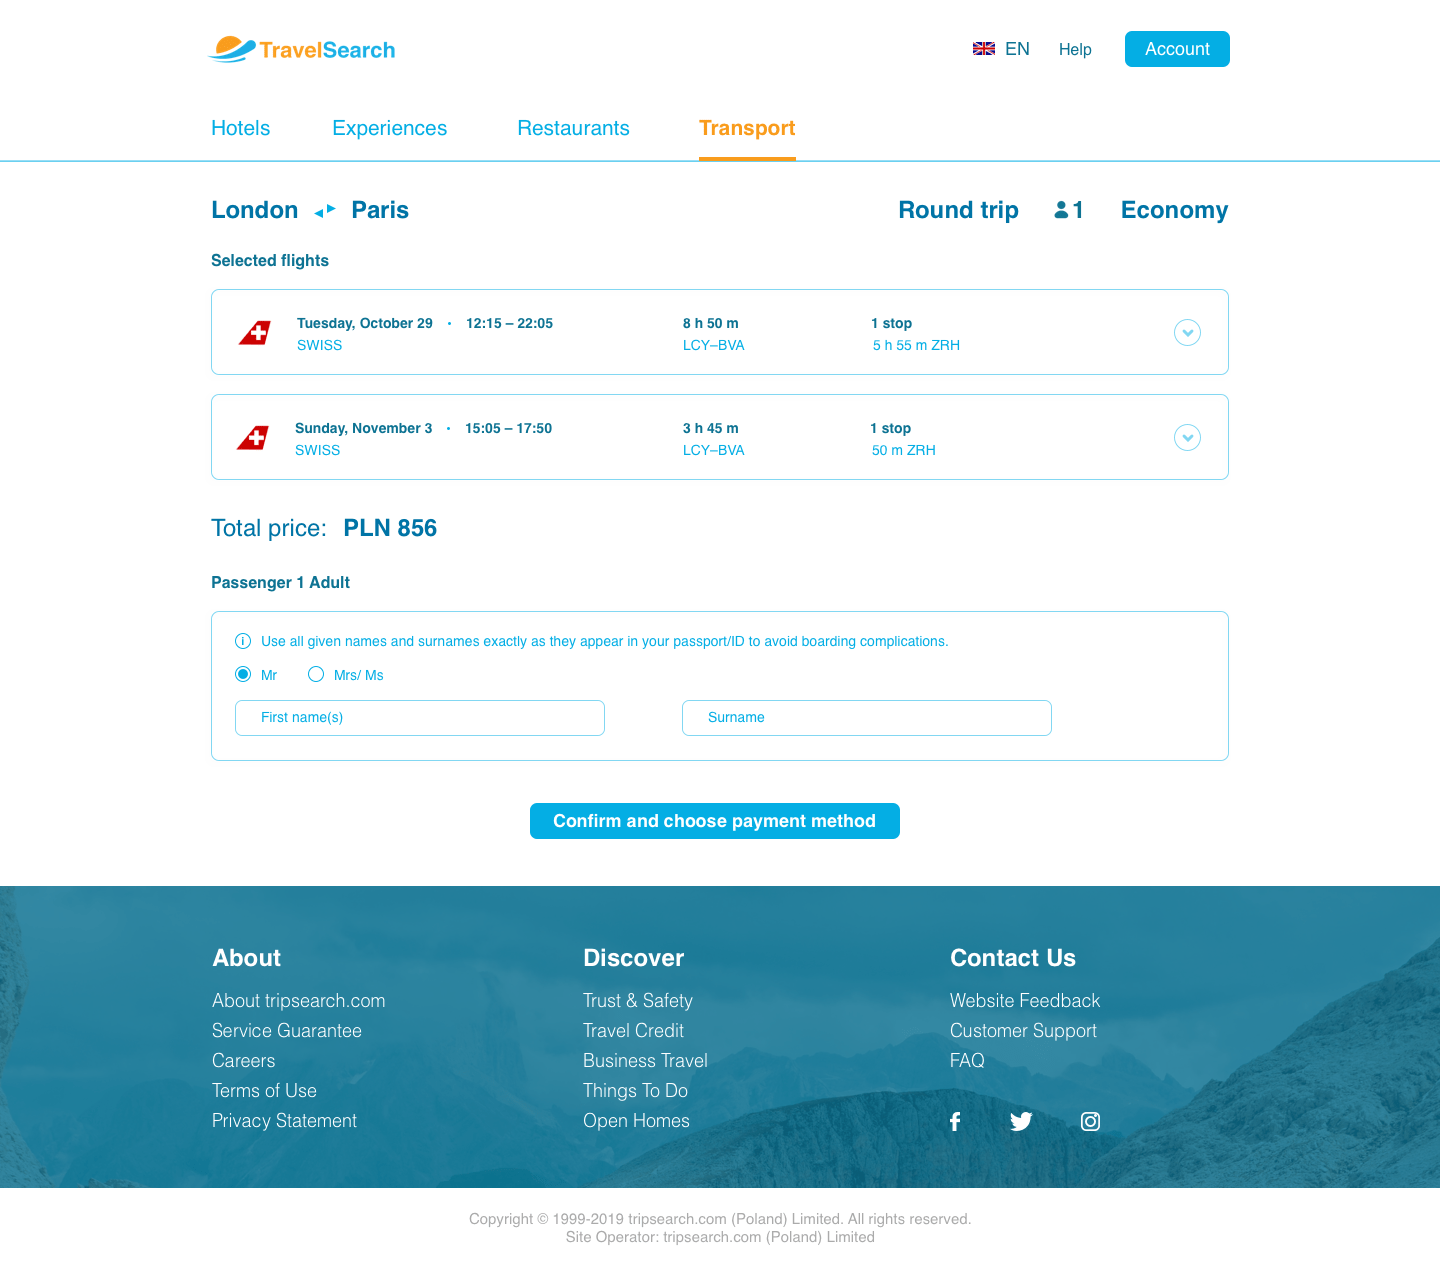 TravelSearch
EN Help Account
Hotels Experiences Restaurants Transport
London Paris Round trip 1 Economy
Selected flights
Tuesday, October 29 • 12:15 – 22:05 8 h 50 m 1 stop
SWISS LCY–BVA 5 h 55 m ZRH
Sunday, November 3 • 15:05 – 17:50 3 h 45 m 1 stop
SWISS LCY–BVA 50 m ZRH
Total price: PLN 856
Passenger 1 Adult
Use all given names and surnames exactly as they appear in your passport/ID to avoid boarding complications.
Mr Mrs/ Ms
First name(s) Surname
Confirm and choose payment method
About Discover Contact Us
About tripsearch.com Trust & Safety Website Feedback
Service Guarantee Travel Credit Customer Support
Careers Business Travel FAQ
Terms of Use Things To Do
Privacy Statement Open Homes
Copyright © 1999-2019 tripsearch.com (Poland) Limited. All rights reserved.
Site Operator: tripsearch.com (Poland) Limited